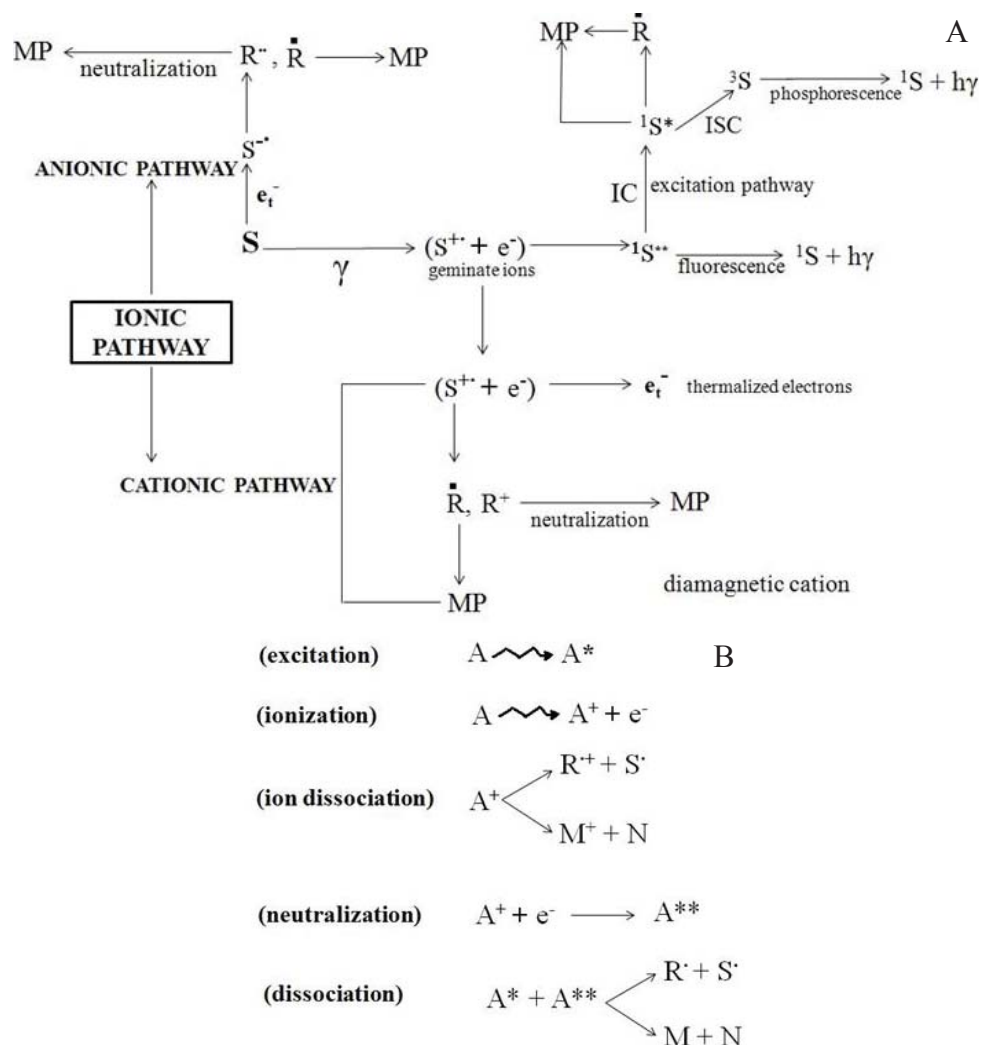 A
MP ← Ṙ
MP ← neutralization R¨, Ṙ → MP
³S → phosphorescence ¹S + hγ
¹S* ISC
S⁻·
ANIONIC PATHWAY
eₜ⁻
IC excitation pathway
S → γ (S⁺· + e⁻) → ¹S** → fluorescence ¹S + hγ
geminate ions
IONIC
PATHWAY
(S⁺· + e⁻) → eₜ⁻ thermalized electrons
CATIONIC PATHWAY
Ṙ, R⁺ → neutralization MP
diamagnetic cation
MP
B
(excitation) A ⇝ A*
(ionization) A ⇝ A⁺ + e⁻
R·⁺ + S·
(ion dissociation) A⁺
M⁺ + N
(neutralization) A⁺ + e⁻ → A**
R· + S·
(dissociation) A* + A**
M + N